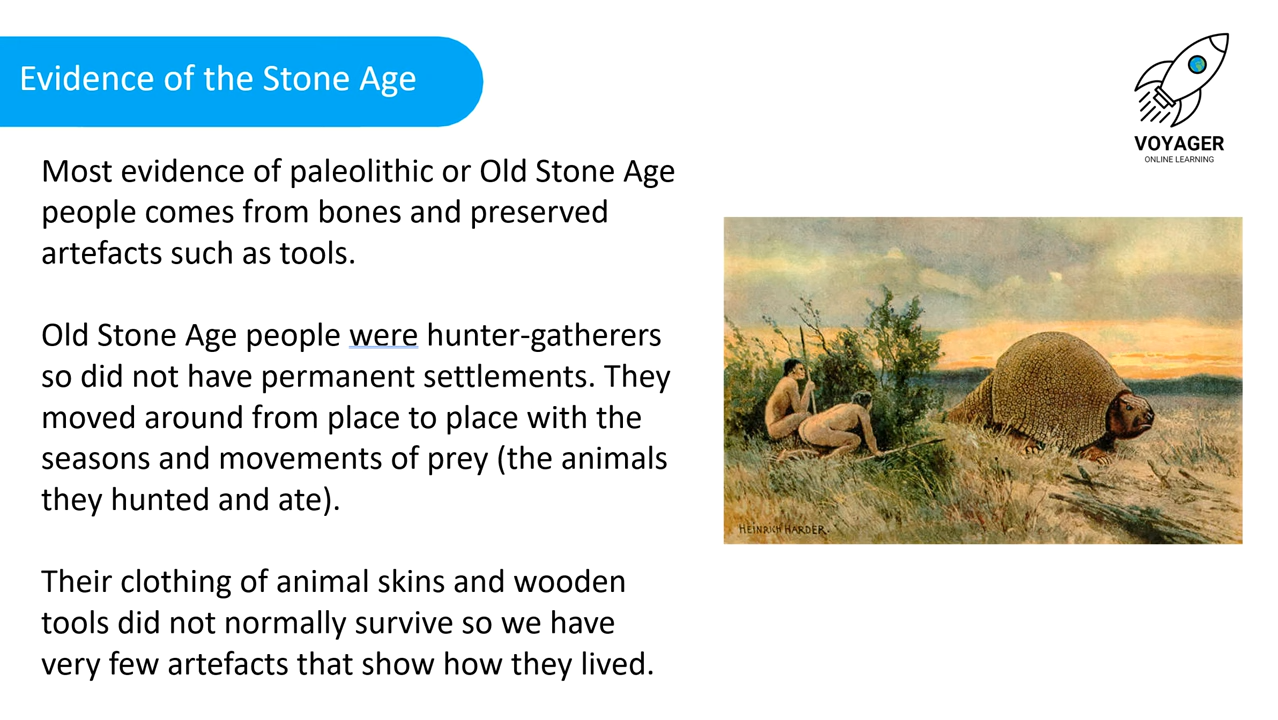 Evidence of the Stone Age
VOYAGER
ONLINE LEARNING
Most evidence of paleolithic or Old Stone Age
people comes from bones and preserved
artefacts such as tools.
Old Stone Age people were hunter-gatherers
so did not have permanent settlements. They
moved around from place to place with the
seasons and movements of prey (the animals
they hunted and ate).
Their clothing of animal skins and wooden
tools did not normally survive so we have
very few artefacts that show how they lived.
HEINRICH HARDER.